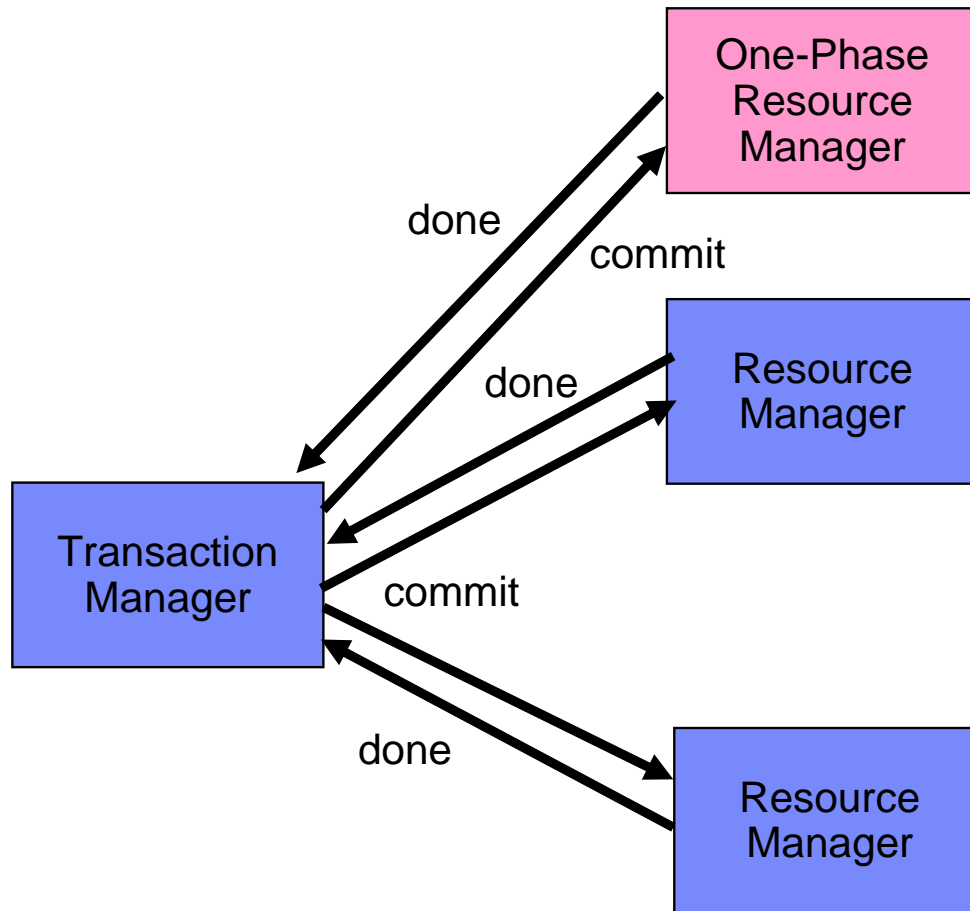 One-Phase
Resource
Manager
done
commit
done
Resource
Manager
Transaction
Manager
commit
done
Resource
Manager